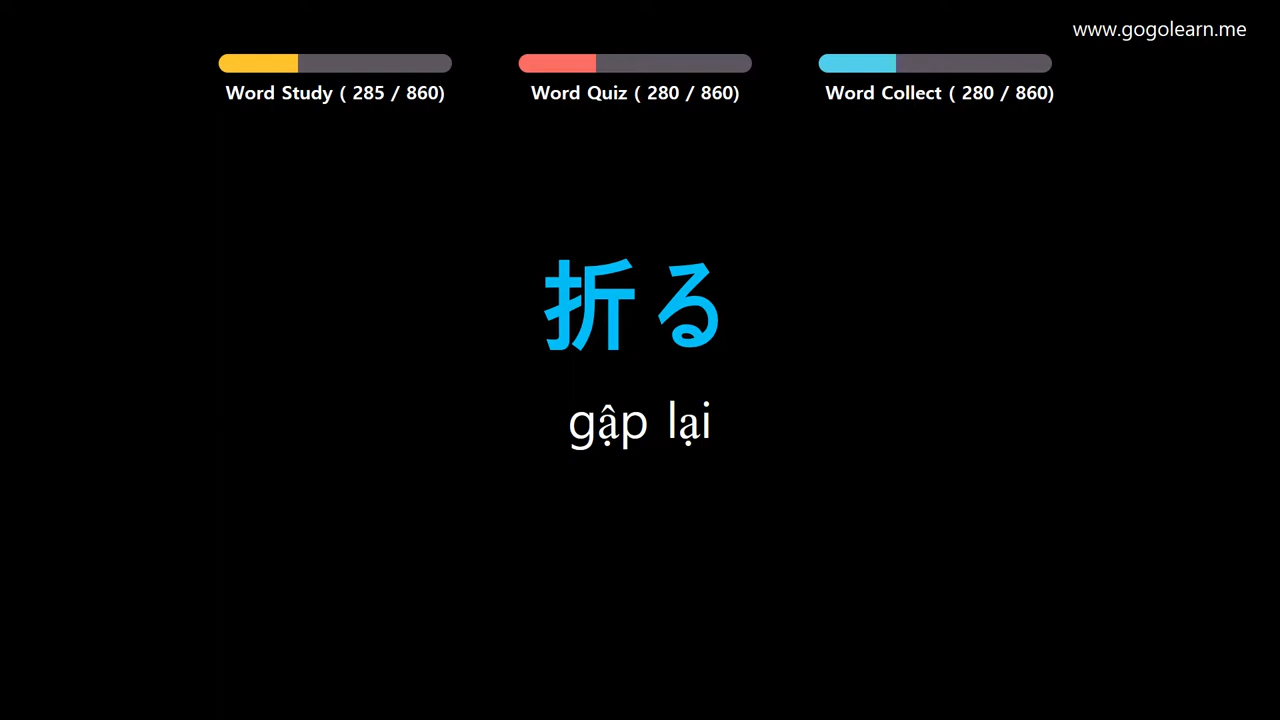 www.gogolearn.me
Word Study ( 285 / 860)
Word Quiz ( 280 / 860)
Word Collect ( 280 / 860)
折る
gập lại